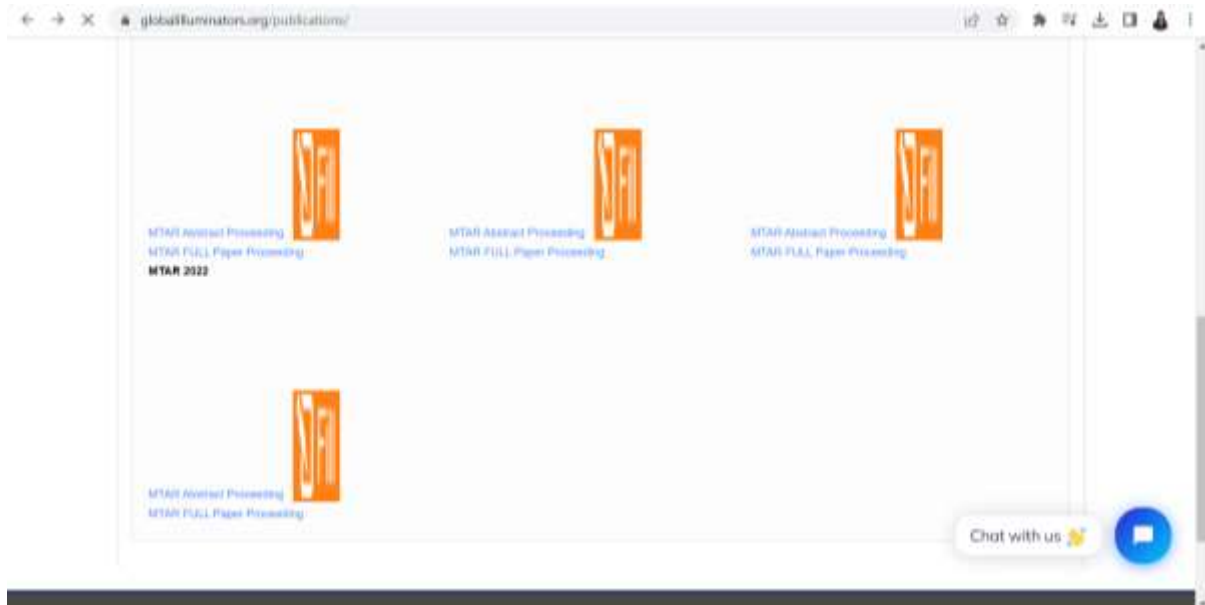 globalilluminators.org/publications/
MTAR Abstract Proceeding
MTAR FULL Paper Proceeding
MTAR 2022
MTAR Abstract Proceeding
MTAR FULL Paper Proceeding
MTAR Abstract Proceeding
MTAR FULL Paper Proceeding
MTAR Abstract Proceeding
MTAR FULL Paper Proceeding
Chat with us 👋